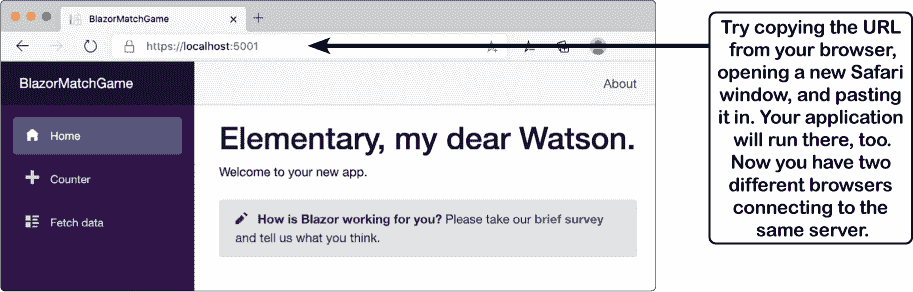 BlazorMatchGame
https://localhost:5001
BlazorMatchGame
About
Home
Counter
Fetch data
Elementary, my dear Watson.
Welcome to your new app.
How is Blazor working for you? Please take our brief survey
and tell us what you think.
Try copying the URL
from your browser,
opening a new Safari
window, and pasting
it in. Your application
will run there, too.
Now you have two
different browsers
connecting to the
same server.